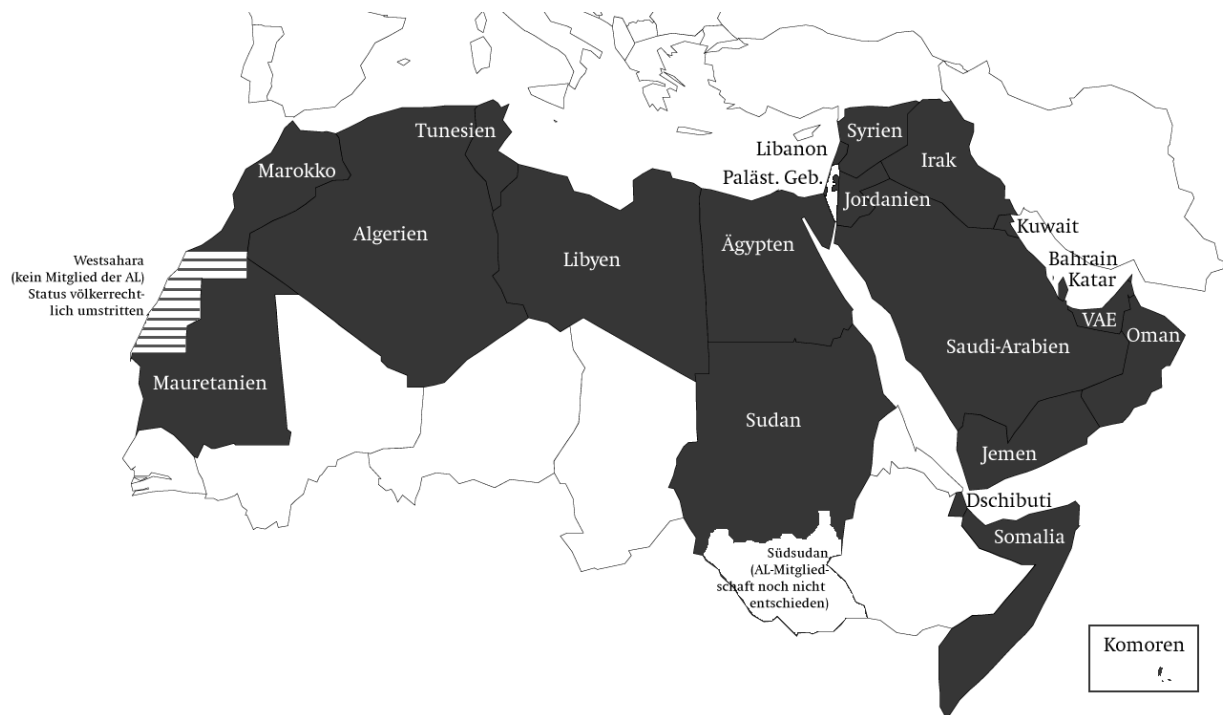 Tunesien
Marokko
Algerien
Libyen
Ägypten
Libanon
Paläst. Geb.
Syrien
Irak
Jordanien
Kuwait
Bahrain
Katar
VAE
Oman
Saudi-Arabien
Westsahara
(kein Mitglied der AL)
Status völkerrecht-
lich umstritten
Mauretanien
Sudan
Jemen
Dschibuti
Somalia
Südsudan
(AL-Mitglied-
schaft noch nicht
entschieden)
Komoren